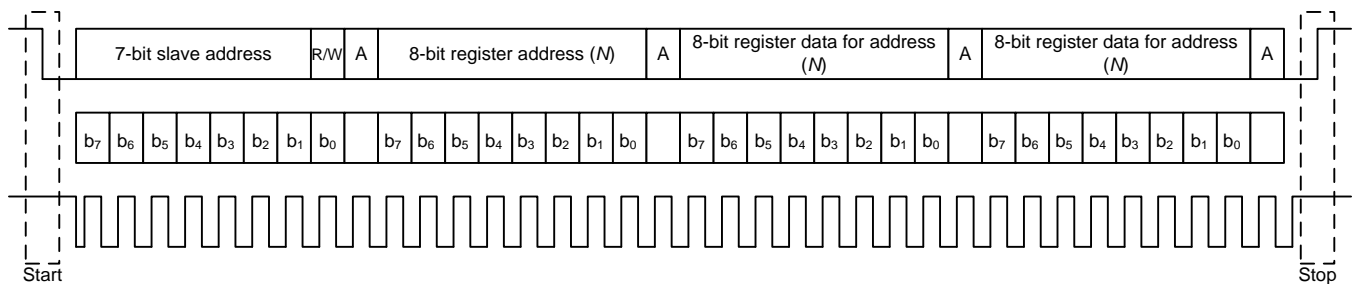 7-bit slave address R/W A 8-bit register address (N) A 8-bit register data for address (N) A 8-bit register data for address (N) A
b7 b6 b5 b4 b3 b2 b1 b0 b7 b6 b5 b4 b3 b2 b1 b0 b7 b6 b5 b4 b3 b2 b1 b0 b7 b6 b5 b4 b3 b2 b1 b0
Start Stop